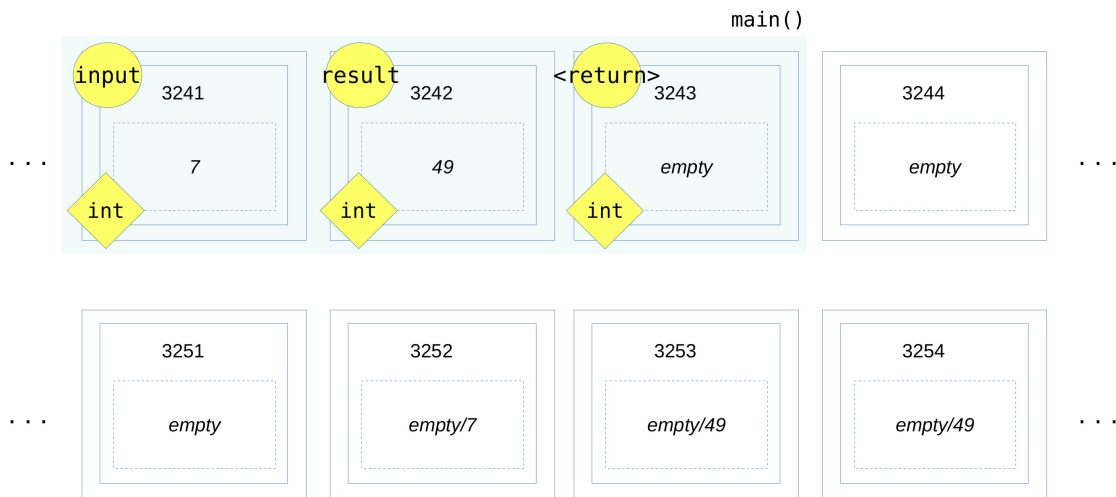 main()
input
result
<return>
3241
3242
3243
3244
...
7
49
empty
empty
...
int
int
int
3251
3252
3253
3254
...
empty
empty/7
empty/49
empty/49
...